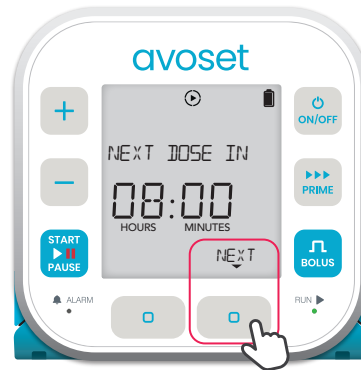 avoset
ON/OFF
NEXT DOSE IN
PRIME
08:00
HOURS MINUTES
START
PAUSE
NEXT
BOLUS
ALARM
RUN